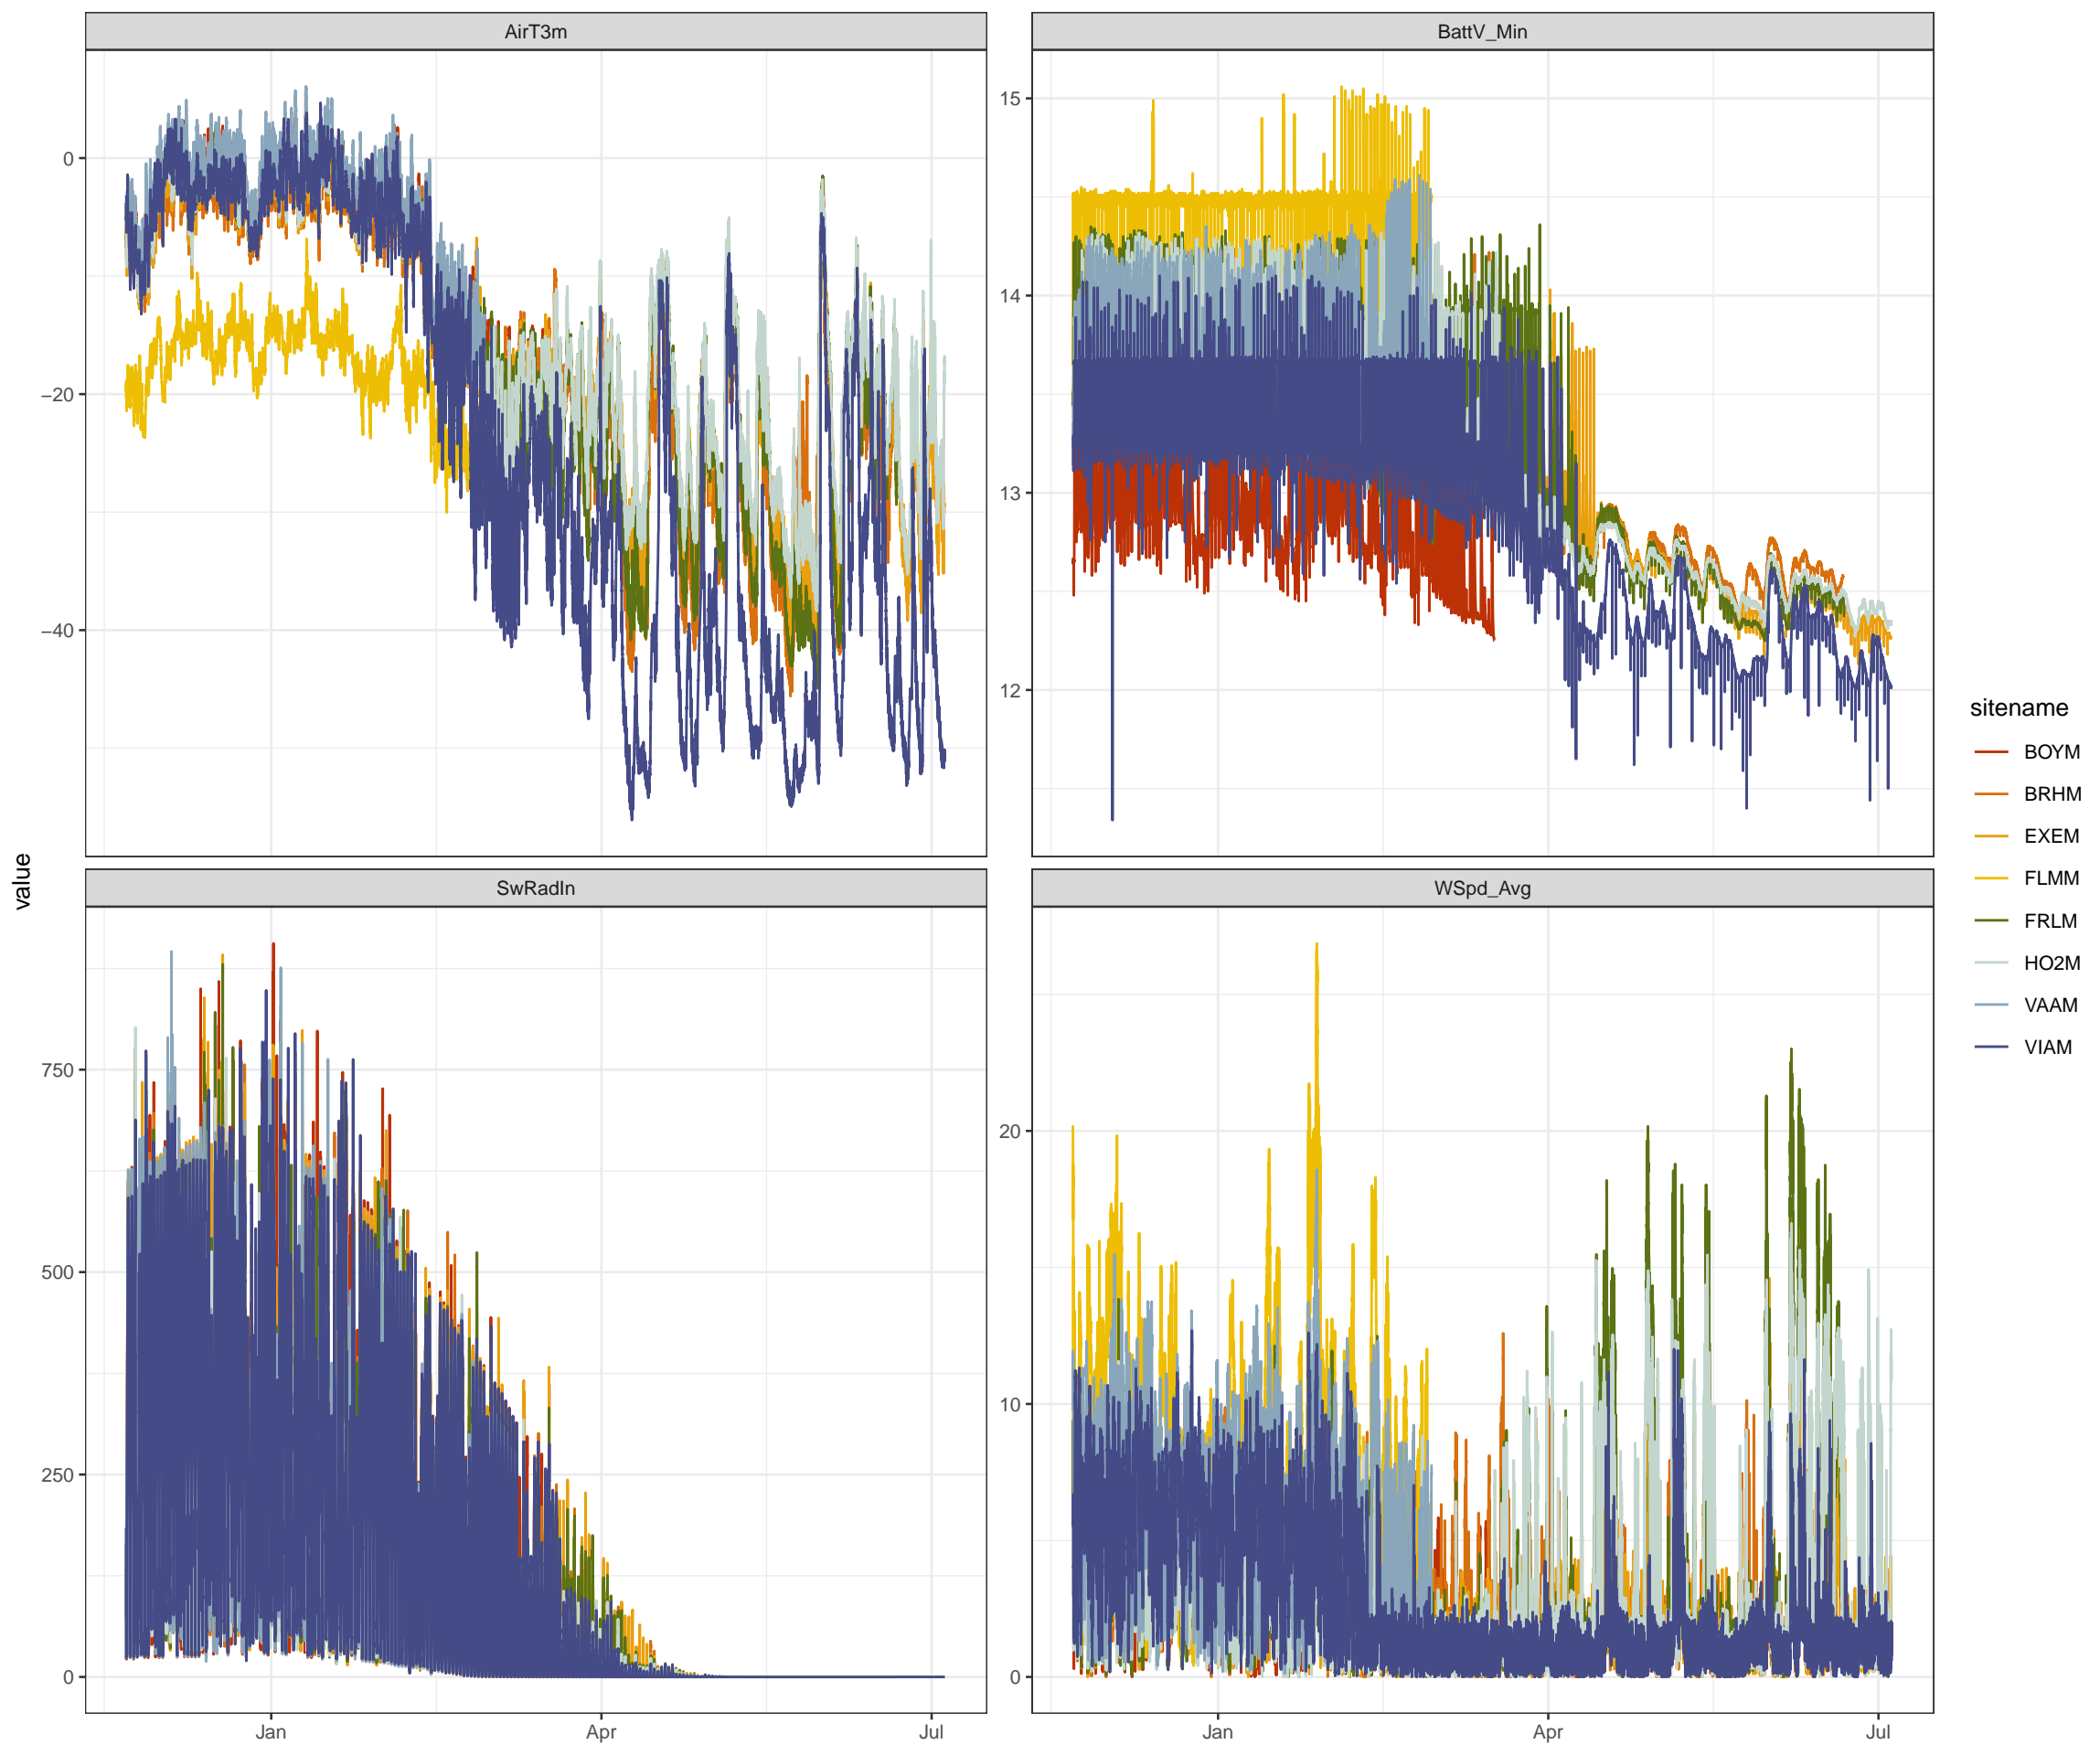 AirT3m
BattV_Min
0
−20
−40
15
14
13
12
SwRadIn
WSpd_Avg
750
500
250
0
20
10
0
Jan
Apr
Jul
Jan
Apr
Jul
value
sitename
BOYM
BRHM
EXEM
FLMM
FRLM
HO2M
VAAM
VIAM